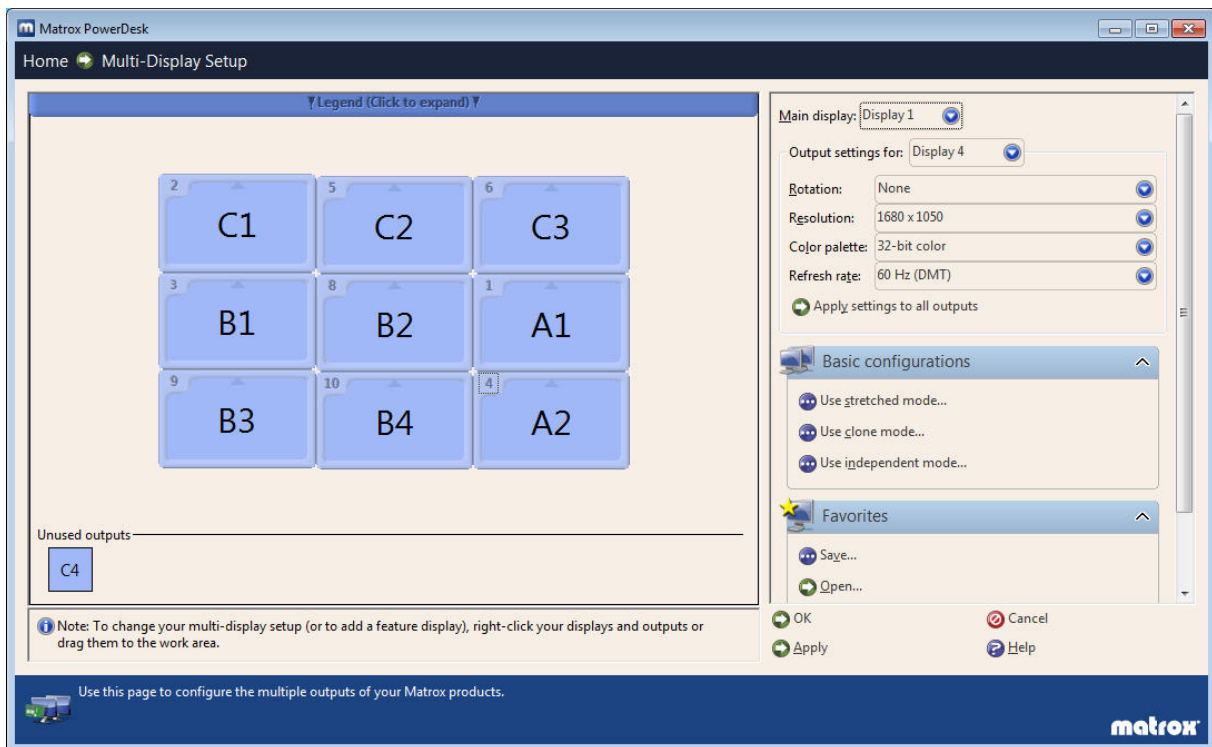 Matrox PowerDesk
Home Multi-Display Setup
Legend (Click to expand)
2
C1
5
C2
6
C3
3
B1
8
B2
1
A1
9
B3
10
B4
4
A2
Unused outputs
C4
Note: To change your multi-display setup (or to add a feature display), right-click your displays and outputs or
drag them to the work area.
Main display: Display 1
Output settings for: Display 4
Rotation: None
Resolution: 1680 x 1050
Color palette: 32-bit color
Refresh rate: 60 Hz (DMT)
Apply settings to all outputs
Basic configurations
Use stretched mode...
Use clone mode...
Use independent mode...
Favorites
Save...
Open...
OK Cancel
Apply Help
Use this page to configure the multiple outputs of your Matrox products.
matrox